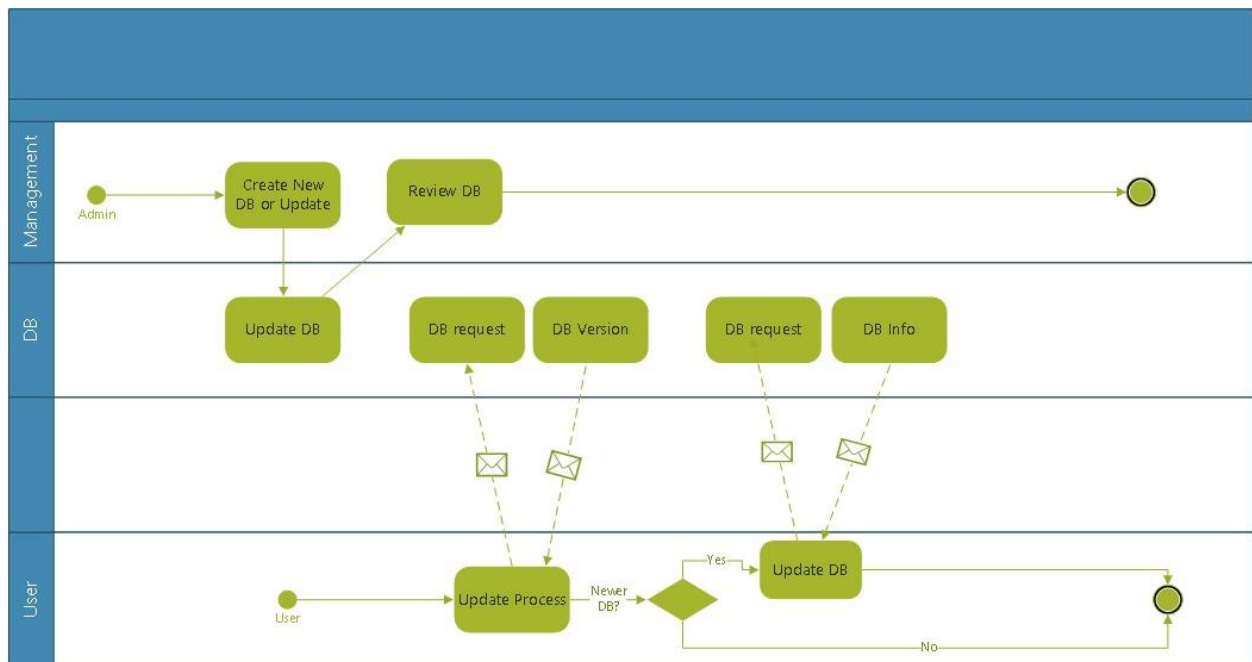 Management
Admin
Create New
DB or Update
Review DB
DB
Update DB
DB request
DB Version
DB request
DB Info
User
User
Update Process
Newer
DB?
Yes
Update DB
No